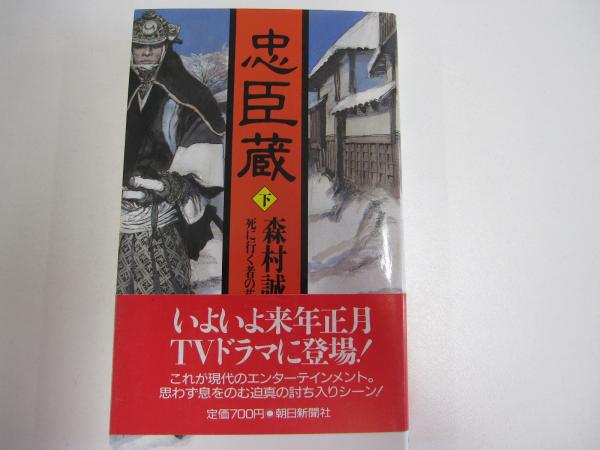 忠臣蔵
下
森村誠
死に行く者の
いよいよ来年正月
TVドラマに登場!
これが現代のエンターテインメント。
思わず息をのむ迫真の討ち入りシーン!
定価700円●朝日新聞社